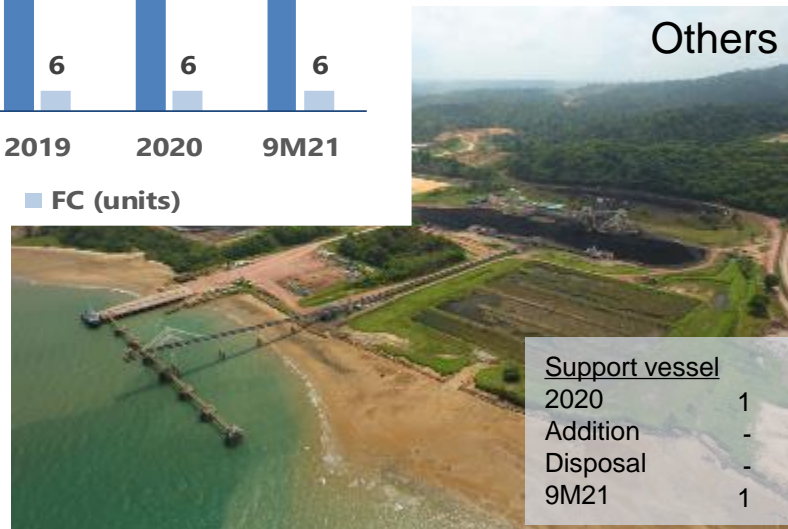 Others
6 6 6
2019 2020 9M21
FC (units)
Support vessel
2020 1
Addition -
Disposal -
9M21 1